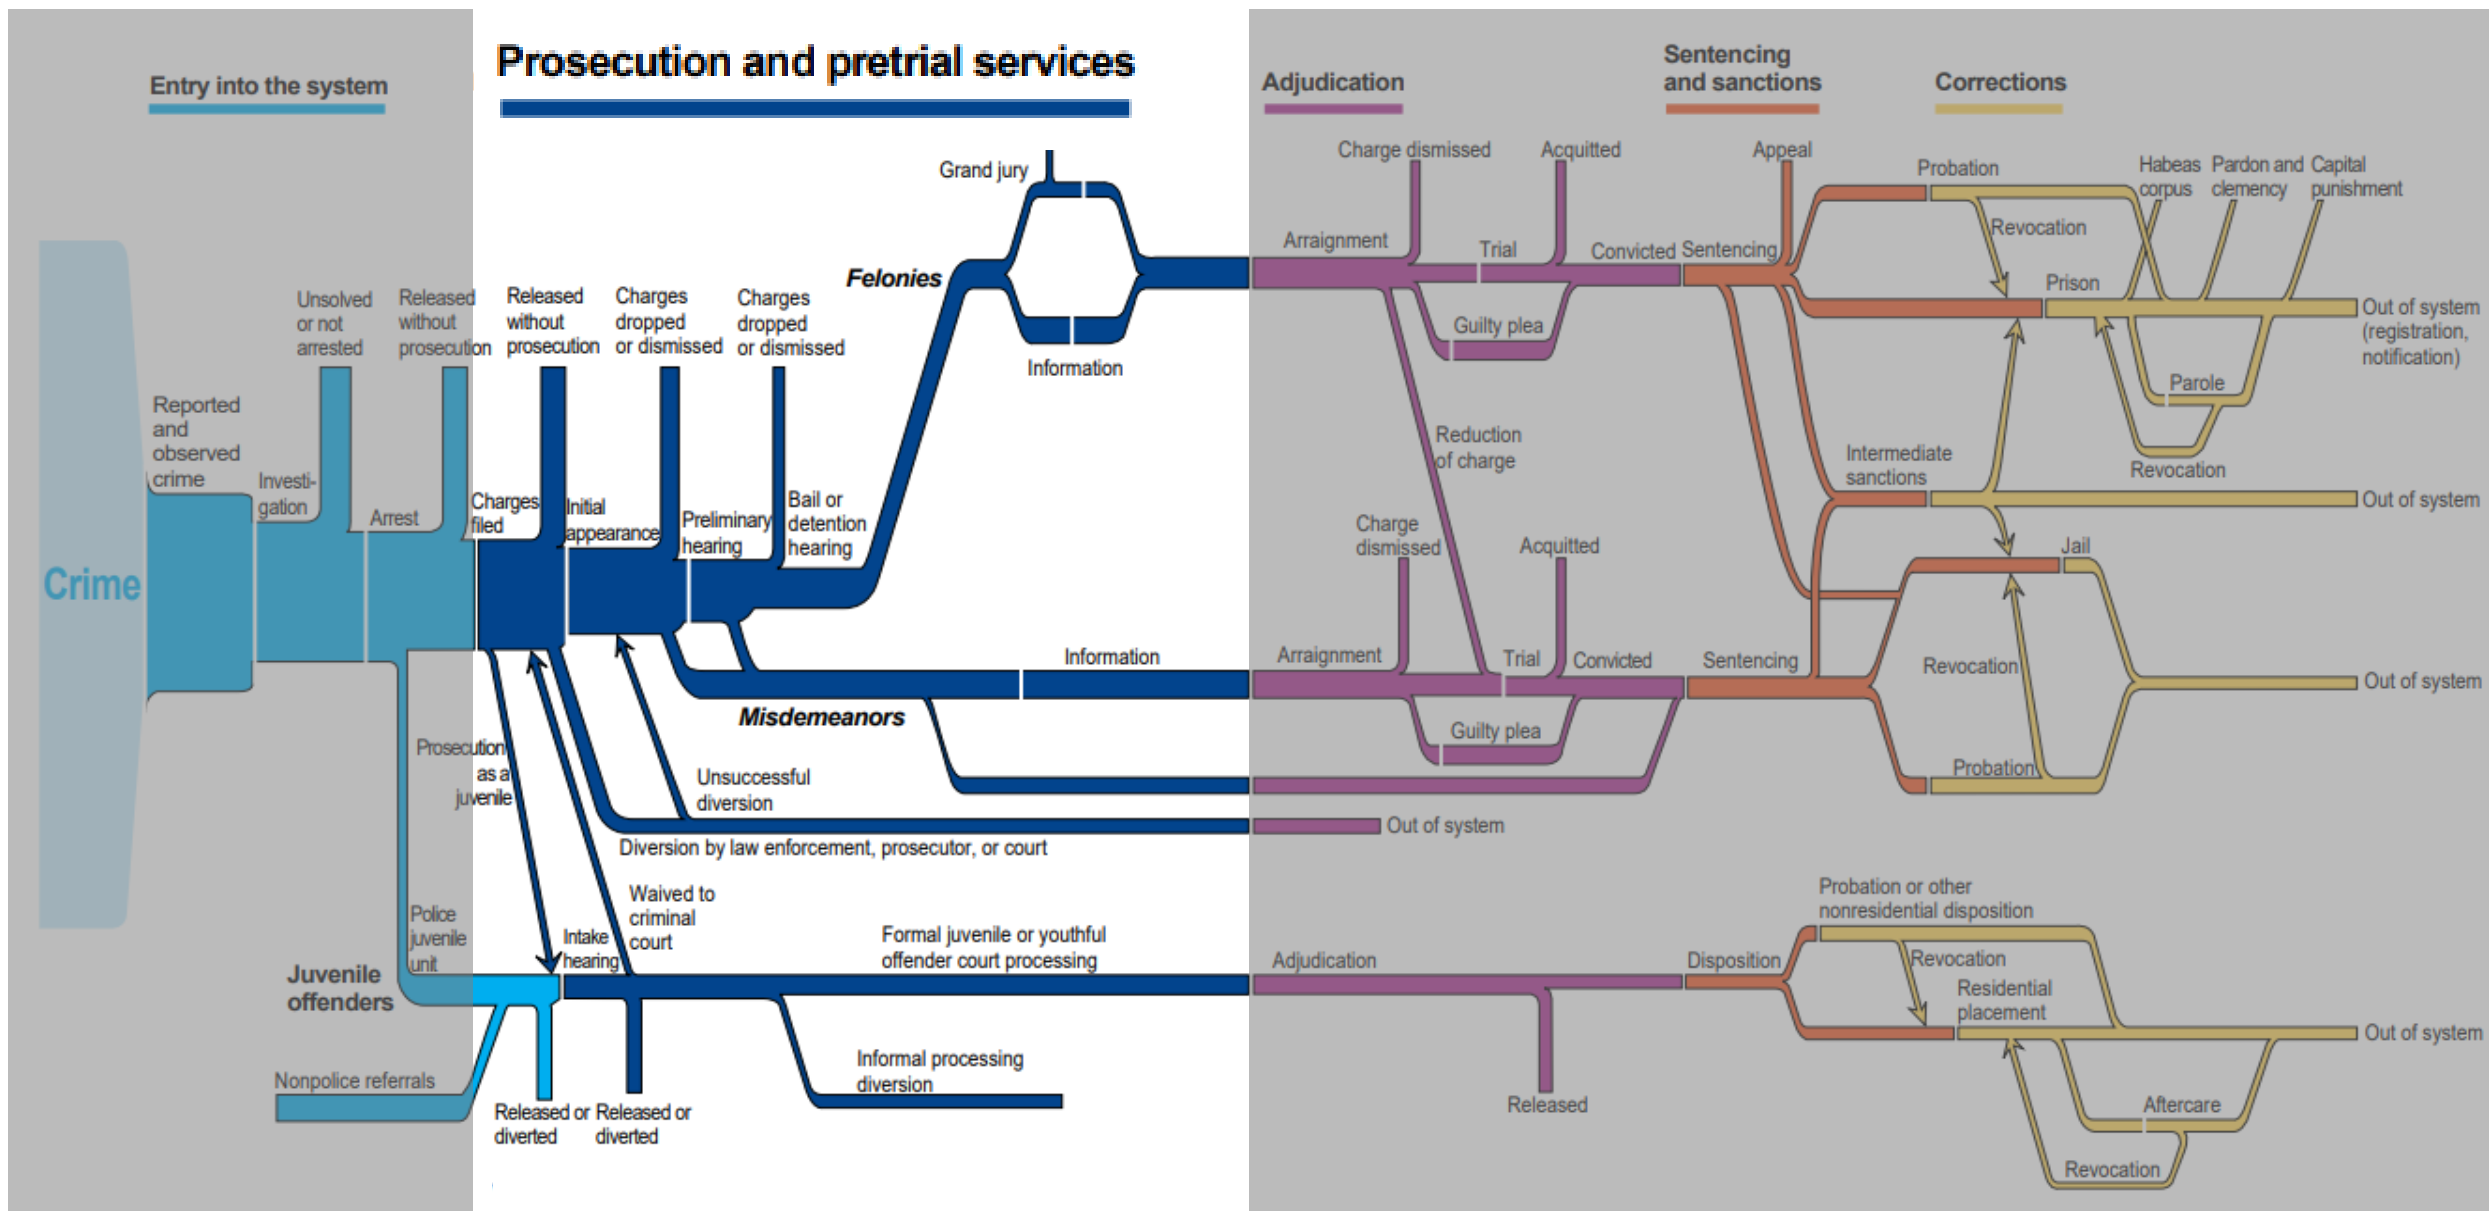 Entry into the system
Prosecution and pretrial services
Adjudication
Sentencing
and sanctions
Corrections
Crime
Reported
and
observed
crime
Investi-
gation
Unsolved
or not
arrested
Arrest
Released
without
prosecution
Charges
filed
Released
without
prosecution
Initial
appearance
Charges
dropped
or dismissed
Preliminary
hearing
Charges
dropped
or dismissed
Bail or
detention
hearing
Felonies
Grand jury
Information
Misdemeanors
Information
Unsuccessful
diversion
Diversion by law enforcement, prosecutor, or court
Prosecution
as a
juvenile
Waived to
criminal
court
Police
juvenile
unit
Juvenile
offenders
Nonpolice referrals
Intake
hearing
Released or
diverted
Released or
diverted
Formal juvenile or youthful
offender court processing
Informal processing
diversion
Charge dismissed
Acquitted
Arraignment
Trial
Convicted
Guilty plea
Reduction
of charge
Charge
dismissed
Acquitted
Arraignment
Trial
Convicted
Guilty plea
Out of system
Adjudication
Released
Appeal
Sentencing
Probation
Revocation
Habeas
corpus
Pardon and
clemency
Capital
punishment
Prison
Out of system
(registration,
notification)
Parole
Revocation
Intermediate
sanctions
Out of system
Jail
Sentencing
Revocation
Out of system
Probation
Probation or other
nonresidential disposition
Disposition
Revocation
Residential
placement
Out of system
Aftercare
Revocation